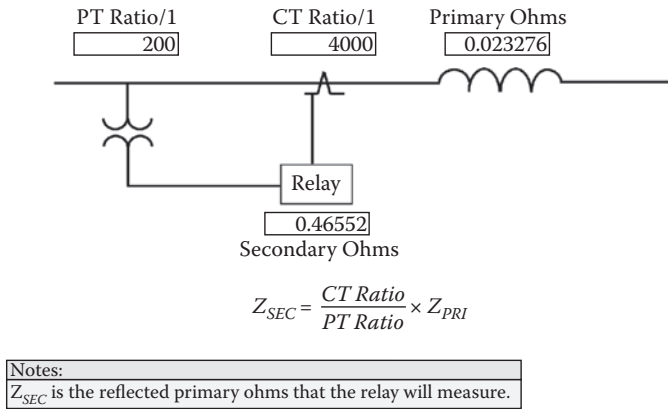 PT Ratio/1 CT Ratio/1 Primary Ohms
200 4000 0.023276
Relay
0.46552
Secondary Ohms
Z_SEC = CT Ratio / PT Ratio × Z_PRI
Notes:
Z_SEC is the reflected primary ohms that the relay will measure.